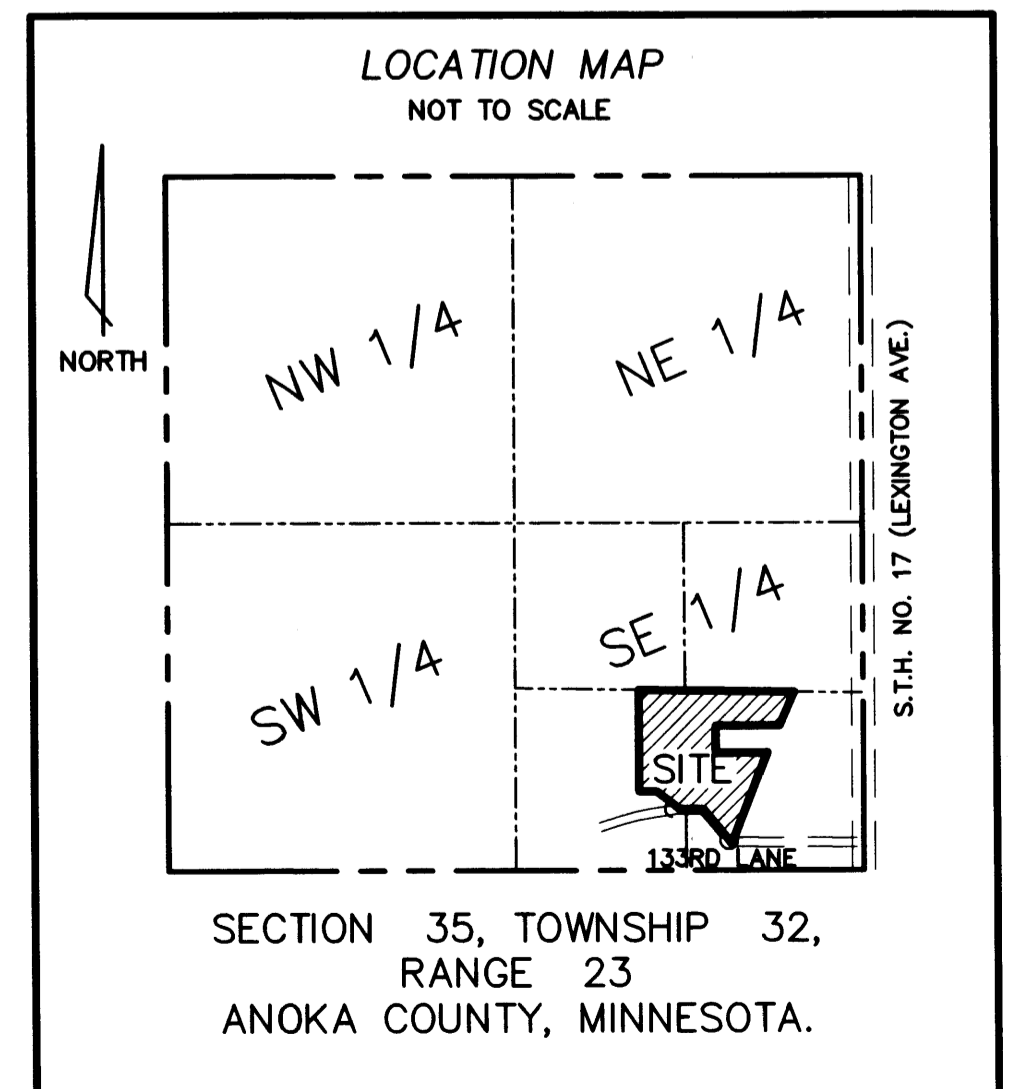 LOCATION MAP
NOT TO SCALE
NORTH
NW 1/4
NE 1/4
S.T.H. NO. 17 (LEXINGTON AVE.)
SE 1/4
SW 1/4
SITE
133RD LANE
SECTION 35, TOWNSHIP 32,
RANGE 23
ANOKA COUNTY, MINNESOTA.